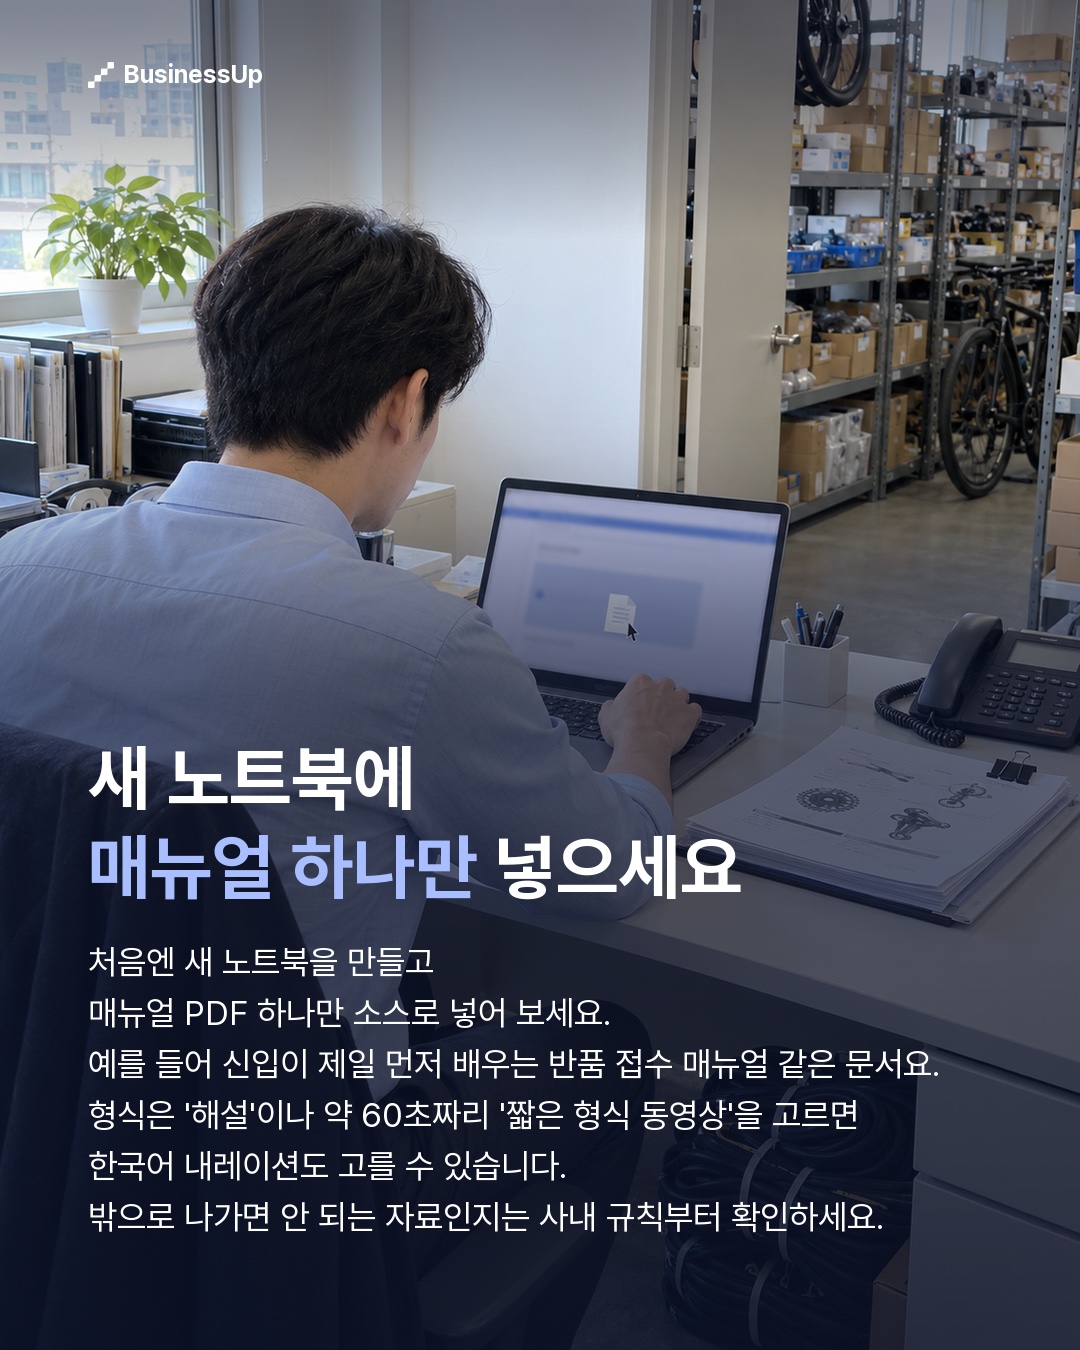 BusinessUp
새 노트북에
매뉴얼 하나만 넣으세요
처음엔 새 노트북을 만들고
매뉴얼 PDF 하나만 소스로 넣어 보세요.
예를 들어 신입이 제일 먼저 배우는 반품 접수 매뉴얼 같은 문서요.
형식은 '해설'이나 약 60초짜리 '짧은 형식 동영상'을 고르면
한국어 내레이션도 고를 수 있습니다.
밖으로 나가면 안 되는 자료인지는 사내 규칙부터 확인하세요.